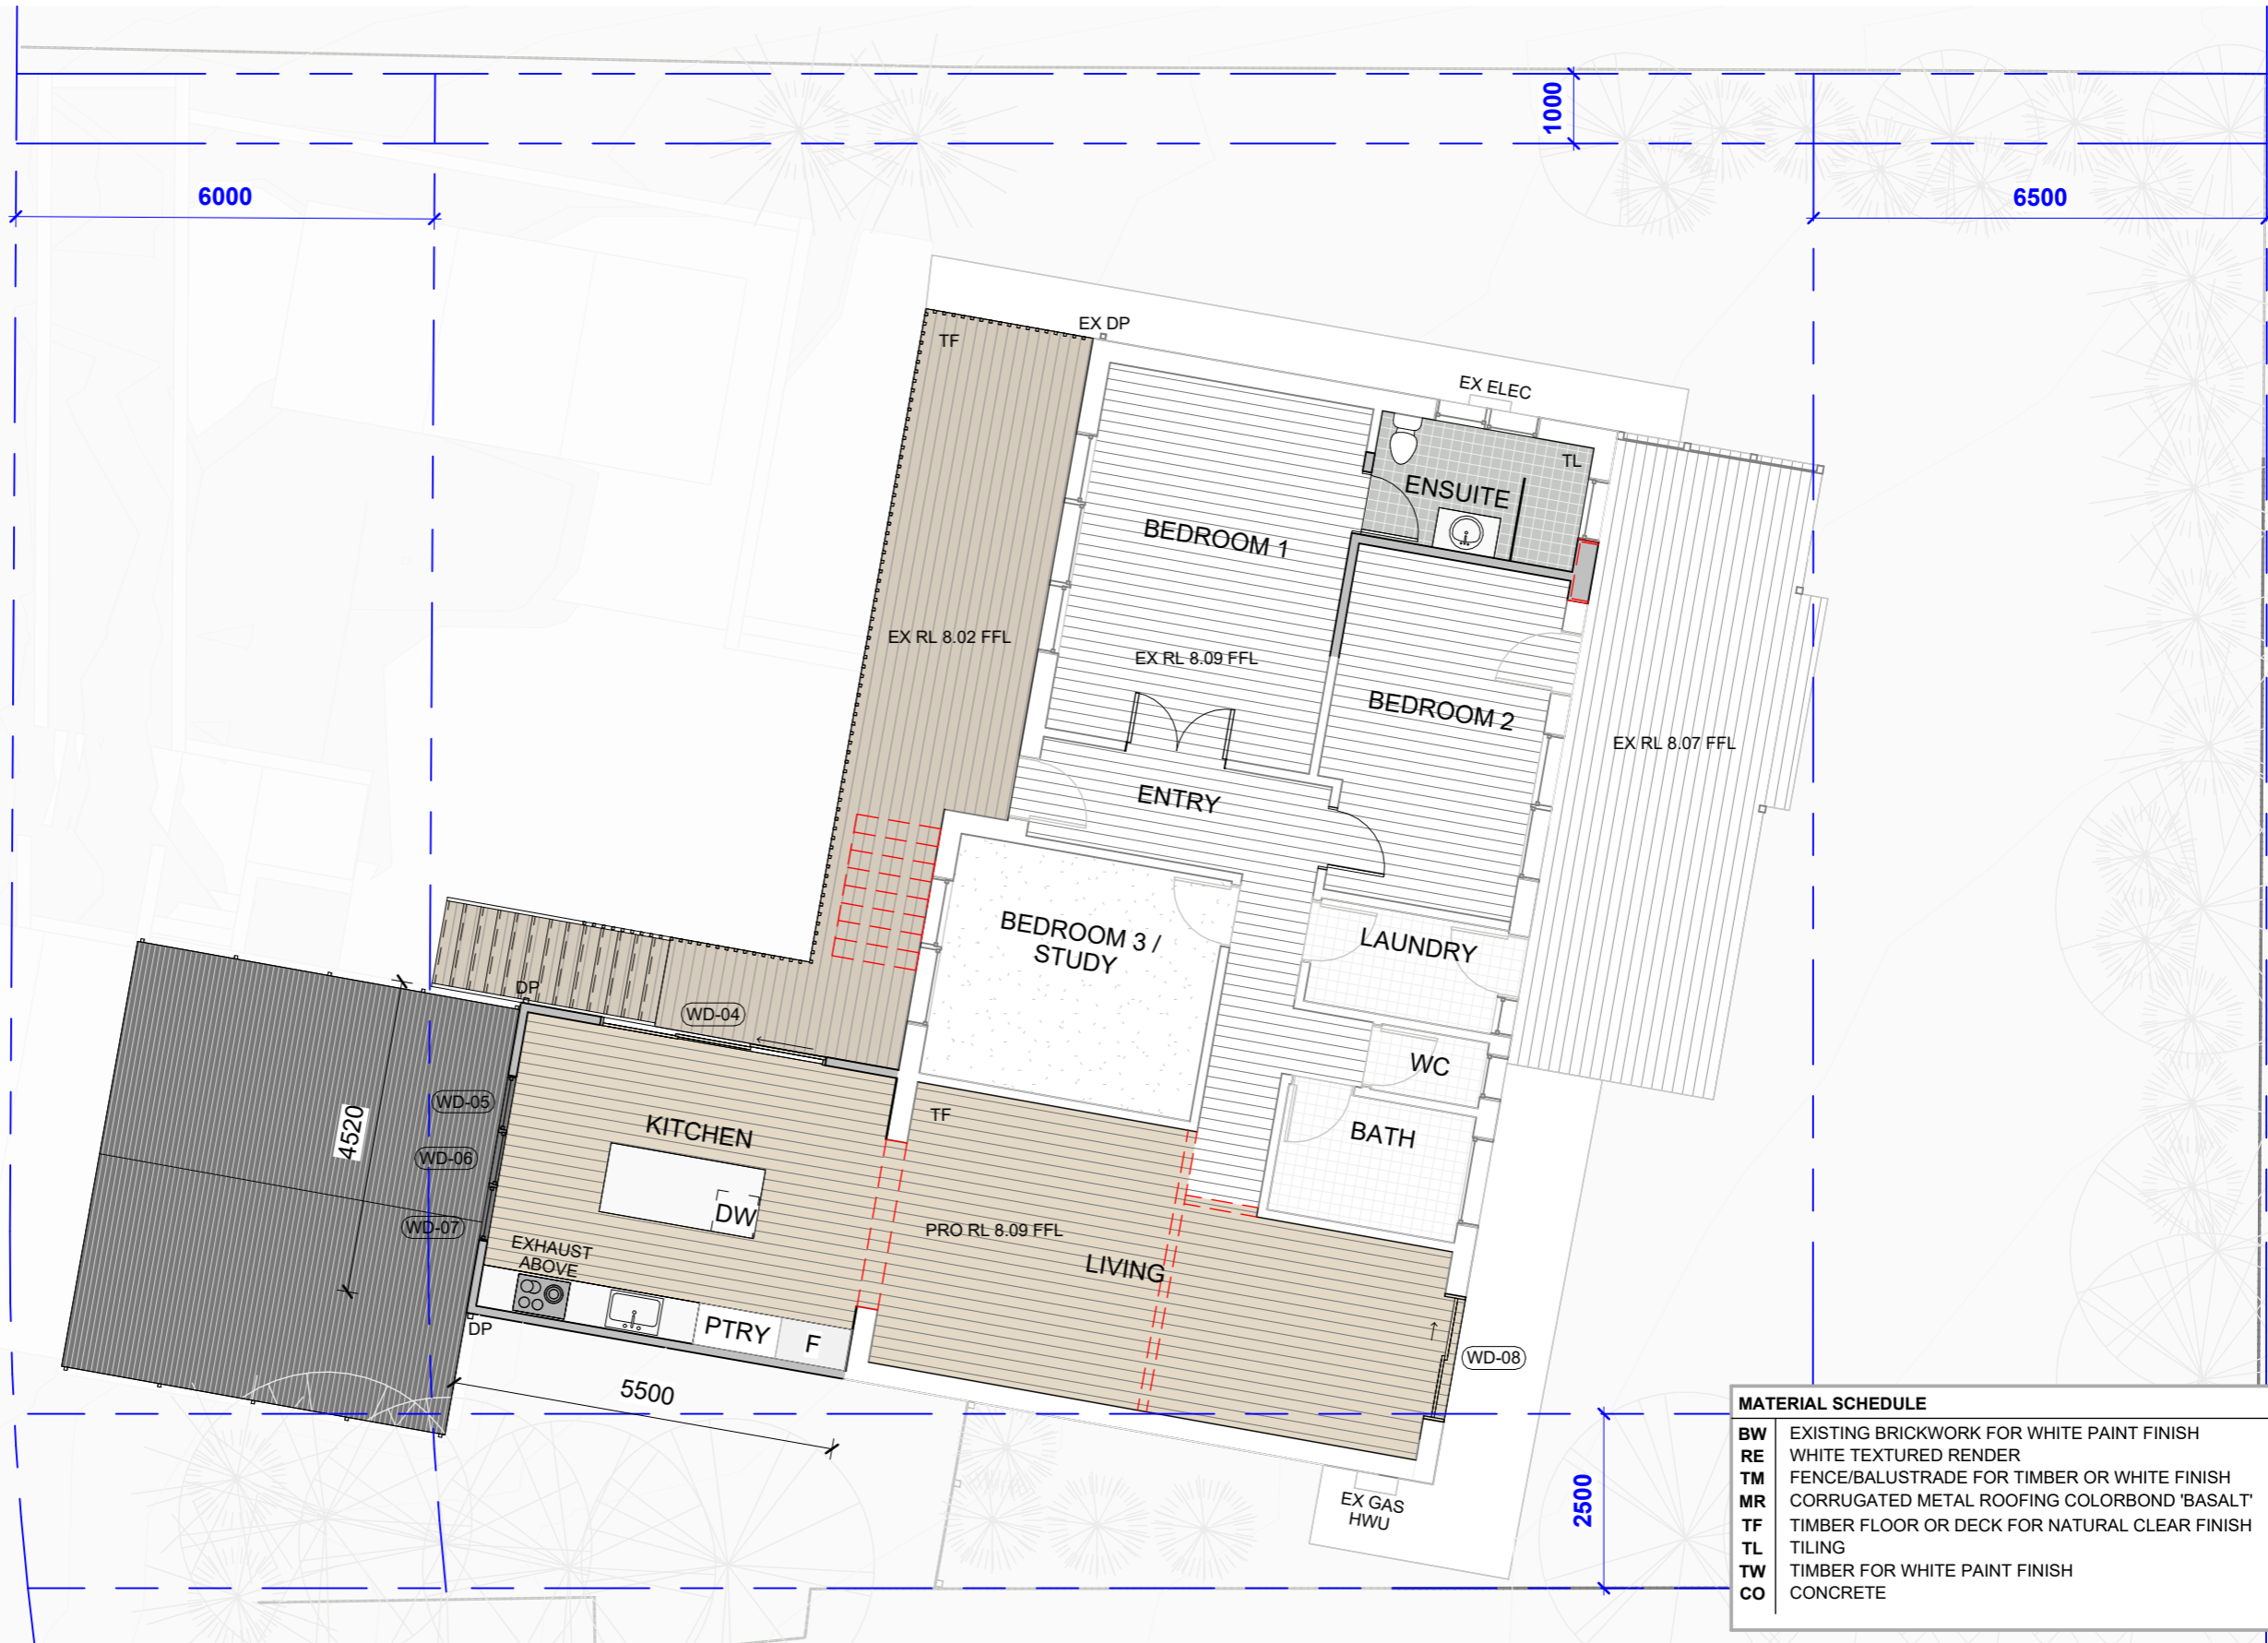 1000
6000
6500
EX DP
TF
EX ELEC
TL
ENSUITE
BEDROOM 1
EX RL 8.02 FFL
EX RL 8.09 FFL
BEDROOM 2
EX RL 8.07 FFL
ENTRY
BEDROOM 3 /
STUDY
LAUNDRY
DP
WD-04
WC
WD-05
4520
KITCHEN
TF
BATH
WD-06
DW
WD-07
PRO RL 8.09 FFL
EXHAUST
ABOVE
LIVING
DP
PTRY
F
WD-08
5500
EX GAS
HWU
2500
MATERIAL SCHEDULE
BW EXISTING BRICKWORK FOR WHITE PAINT FINISH
RE WHITE TEXTURED RENDER
TM FENCE/BALUSTRADE FOR TIMBER OR WHITE FINISH
MR CORRUGATED METAL ROOFING COLORBOND 'BASALT'
TF TIMBER FLOOR OR DECK FOR NATURAL CLEAR FINISH
TL TILING
TW TIMBER FOR WHITE PAINT FINISH
CO CONCRETE